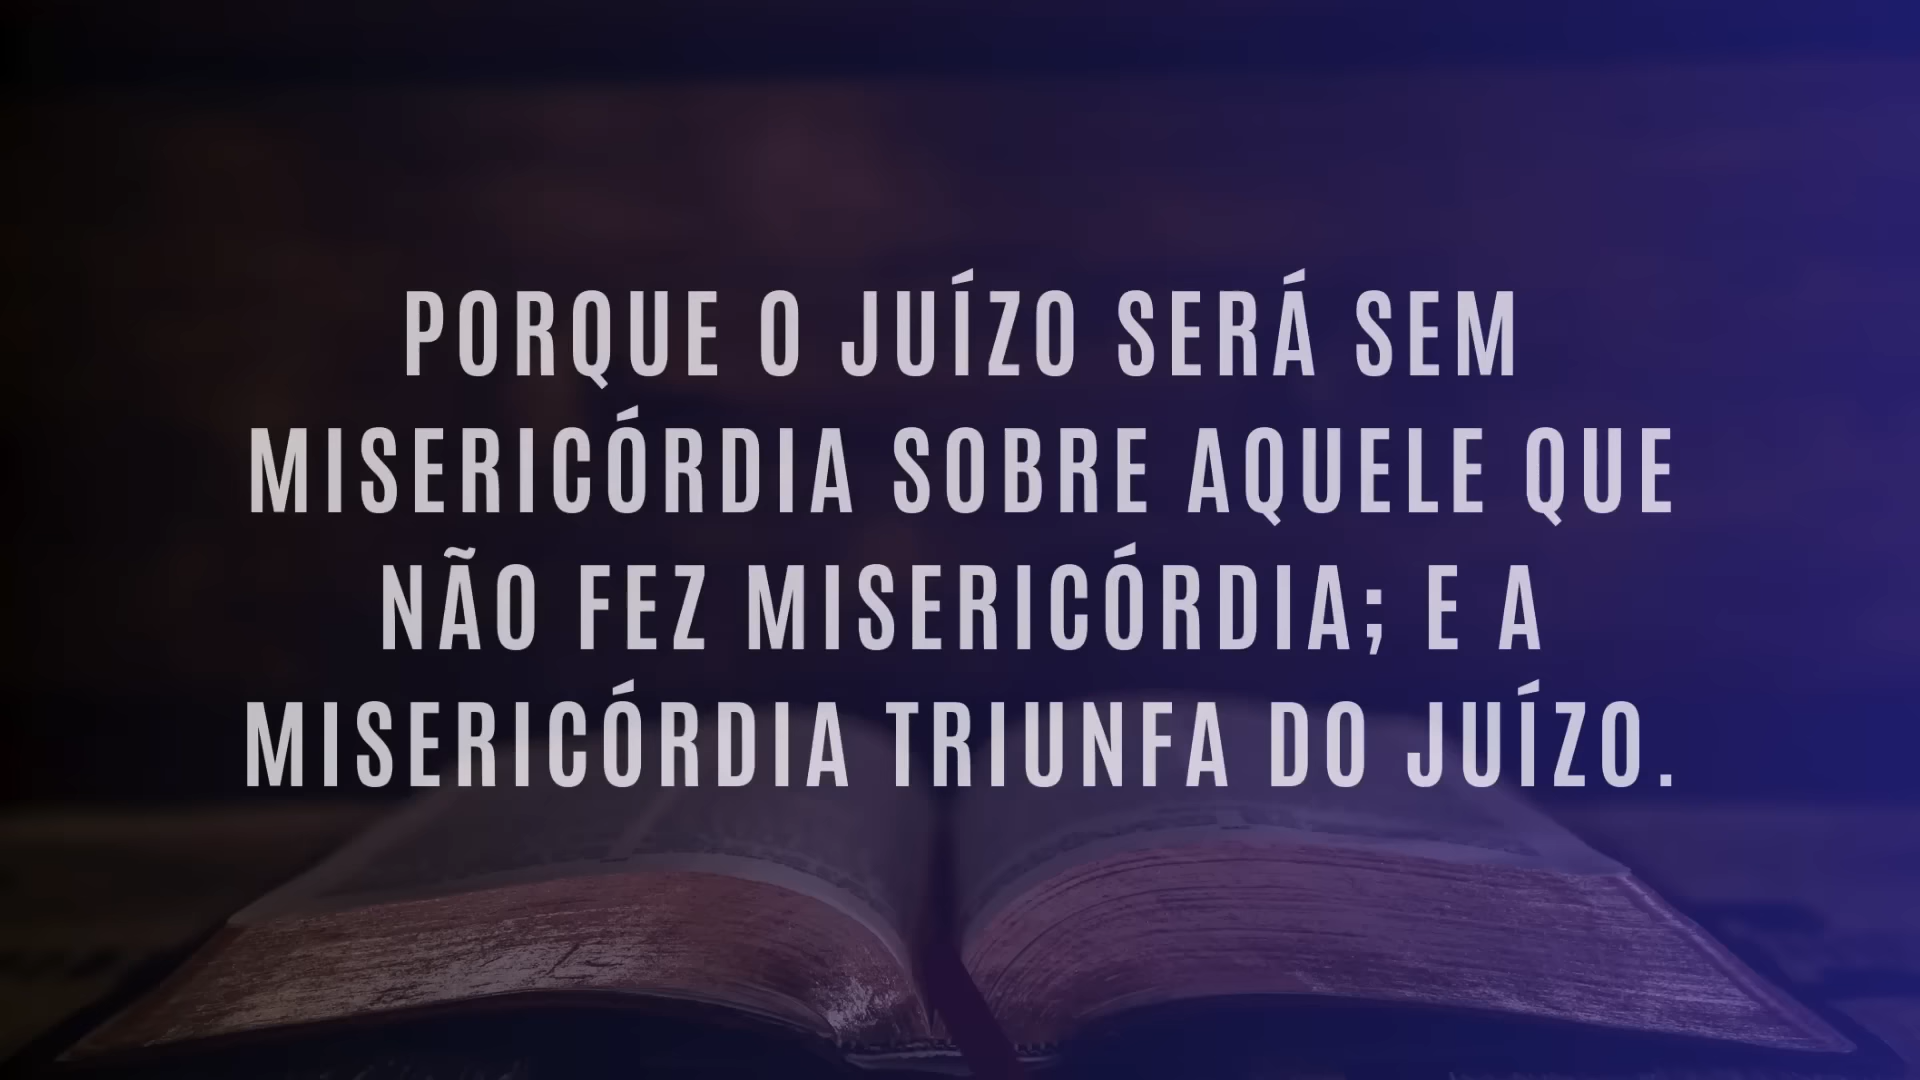 PORQUE O JUÍZO SERÁ SEM
MISERICÓRDIA SOBRE AQUELE QUE
NÃO FEZ MISERICÓRDIA; E A
MISERICÓRDIA TRIUNFA DO JUÍZO.